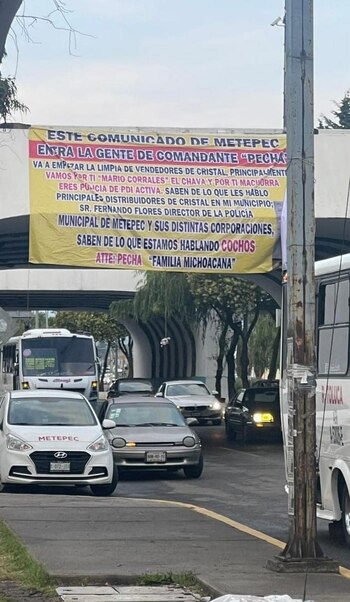 ESTE COMUNICADO DE METEPEC
ENTRA LA GENTE DE COMANDANTE "PECHA"
VA A EMPEZAR LA LIMPIA DE VENDEDORES DE CRISTAL, PRINCIPALMENTE
VAMOS POR TI "MARIO CORRALES" EL CHAVA Y POR TI MACHORRA
ERES POLICIA DE PDI ACTIVA. SABEN DE LO QUE LES HABLO
PRINCIPALES DISTRIBUIDORES DE CRISTAL EN MI MUNICIPIO.
SR. FERNANDO FLORES DIRECTOR DE LA POLICIA
MUNICIPAL DE METEPEC Y SUS DISTINTAS CORPORACIONES.
SABEN DE LO QUE ESTAMOS HABLANDO COCHOS
ATTE: PECHA "FAMILIA MICHOACANA"
METEPEC
TOLUCA